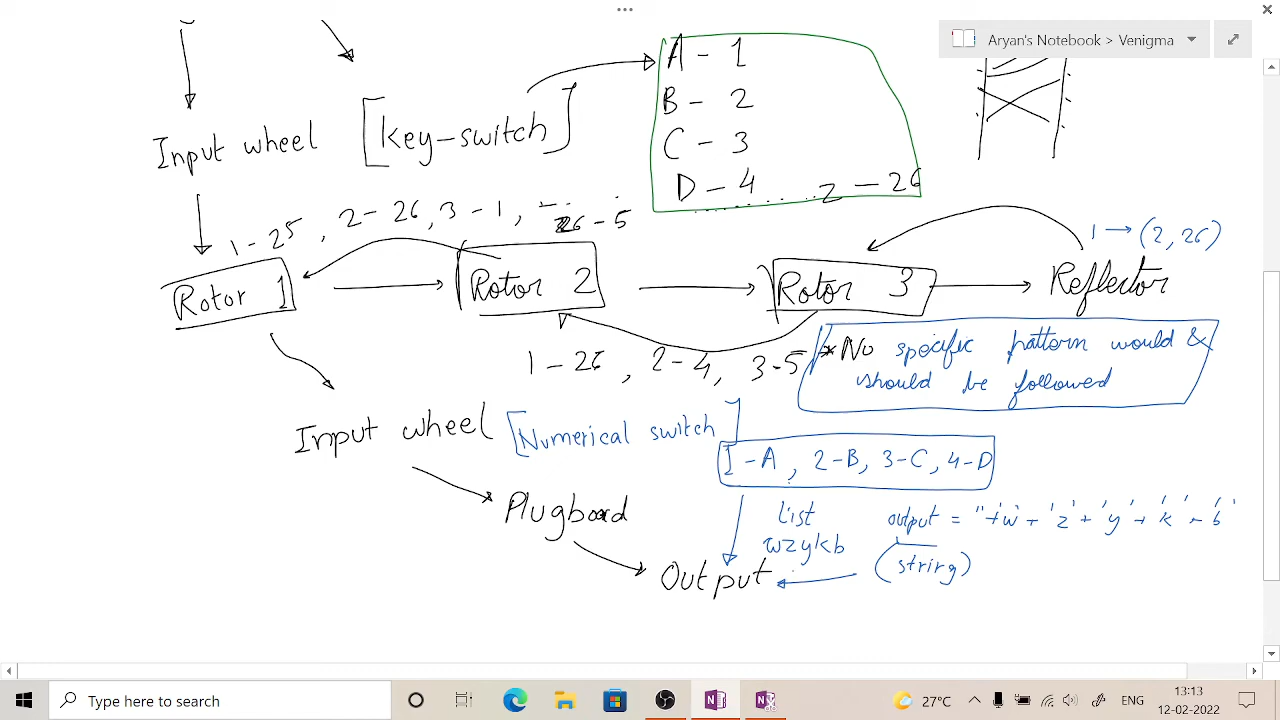 Aryan's Notebook > Venigma
A - 1
B - 2
C - 3
D - 4 ........ z - 26
Input wheel [key-switch]
1 - 25, 2 - 26, 3 - 1, ... 26 - 5
1 → (2, 26)
Rotor 1
Rotor 2
Rotor 3
Reflector
1 - 26, 2 - 4, 3 - 5
* No specific pattern would &
should be followed
Input wheel [Numerical switch]
1 - A, 2 - B, 3 - C, 4 - D
Plugboard
list
wzykb
output = "+'w'+'z'+'y'+'k'+'b'
(string)
Output
Type here to search
27°C
ENG
13:13
12-02-2022